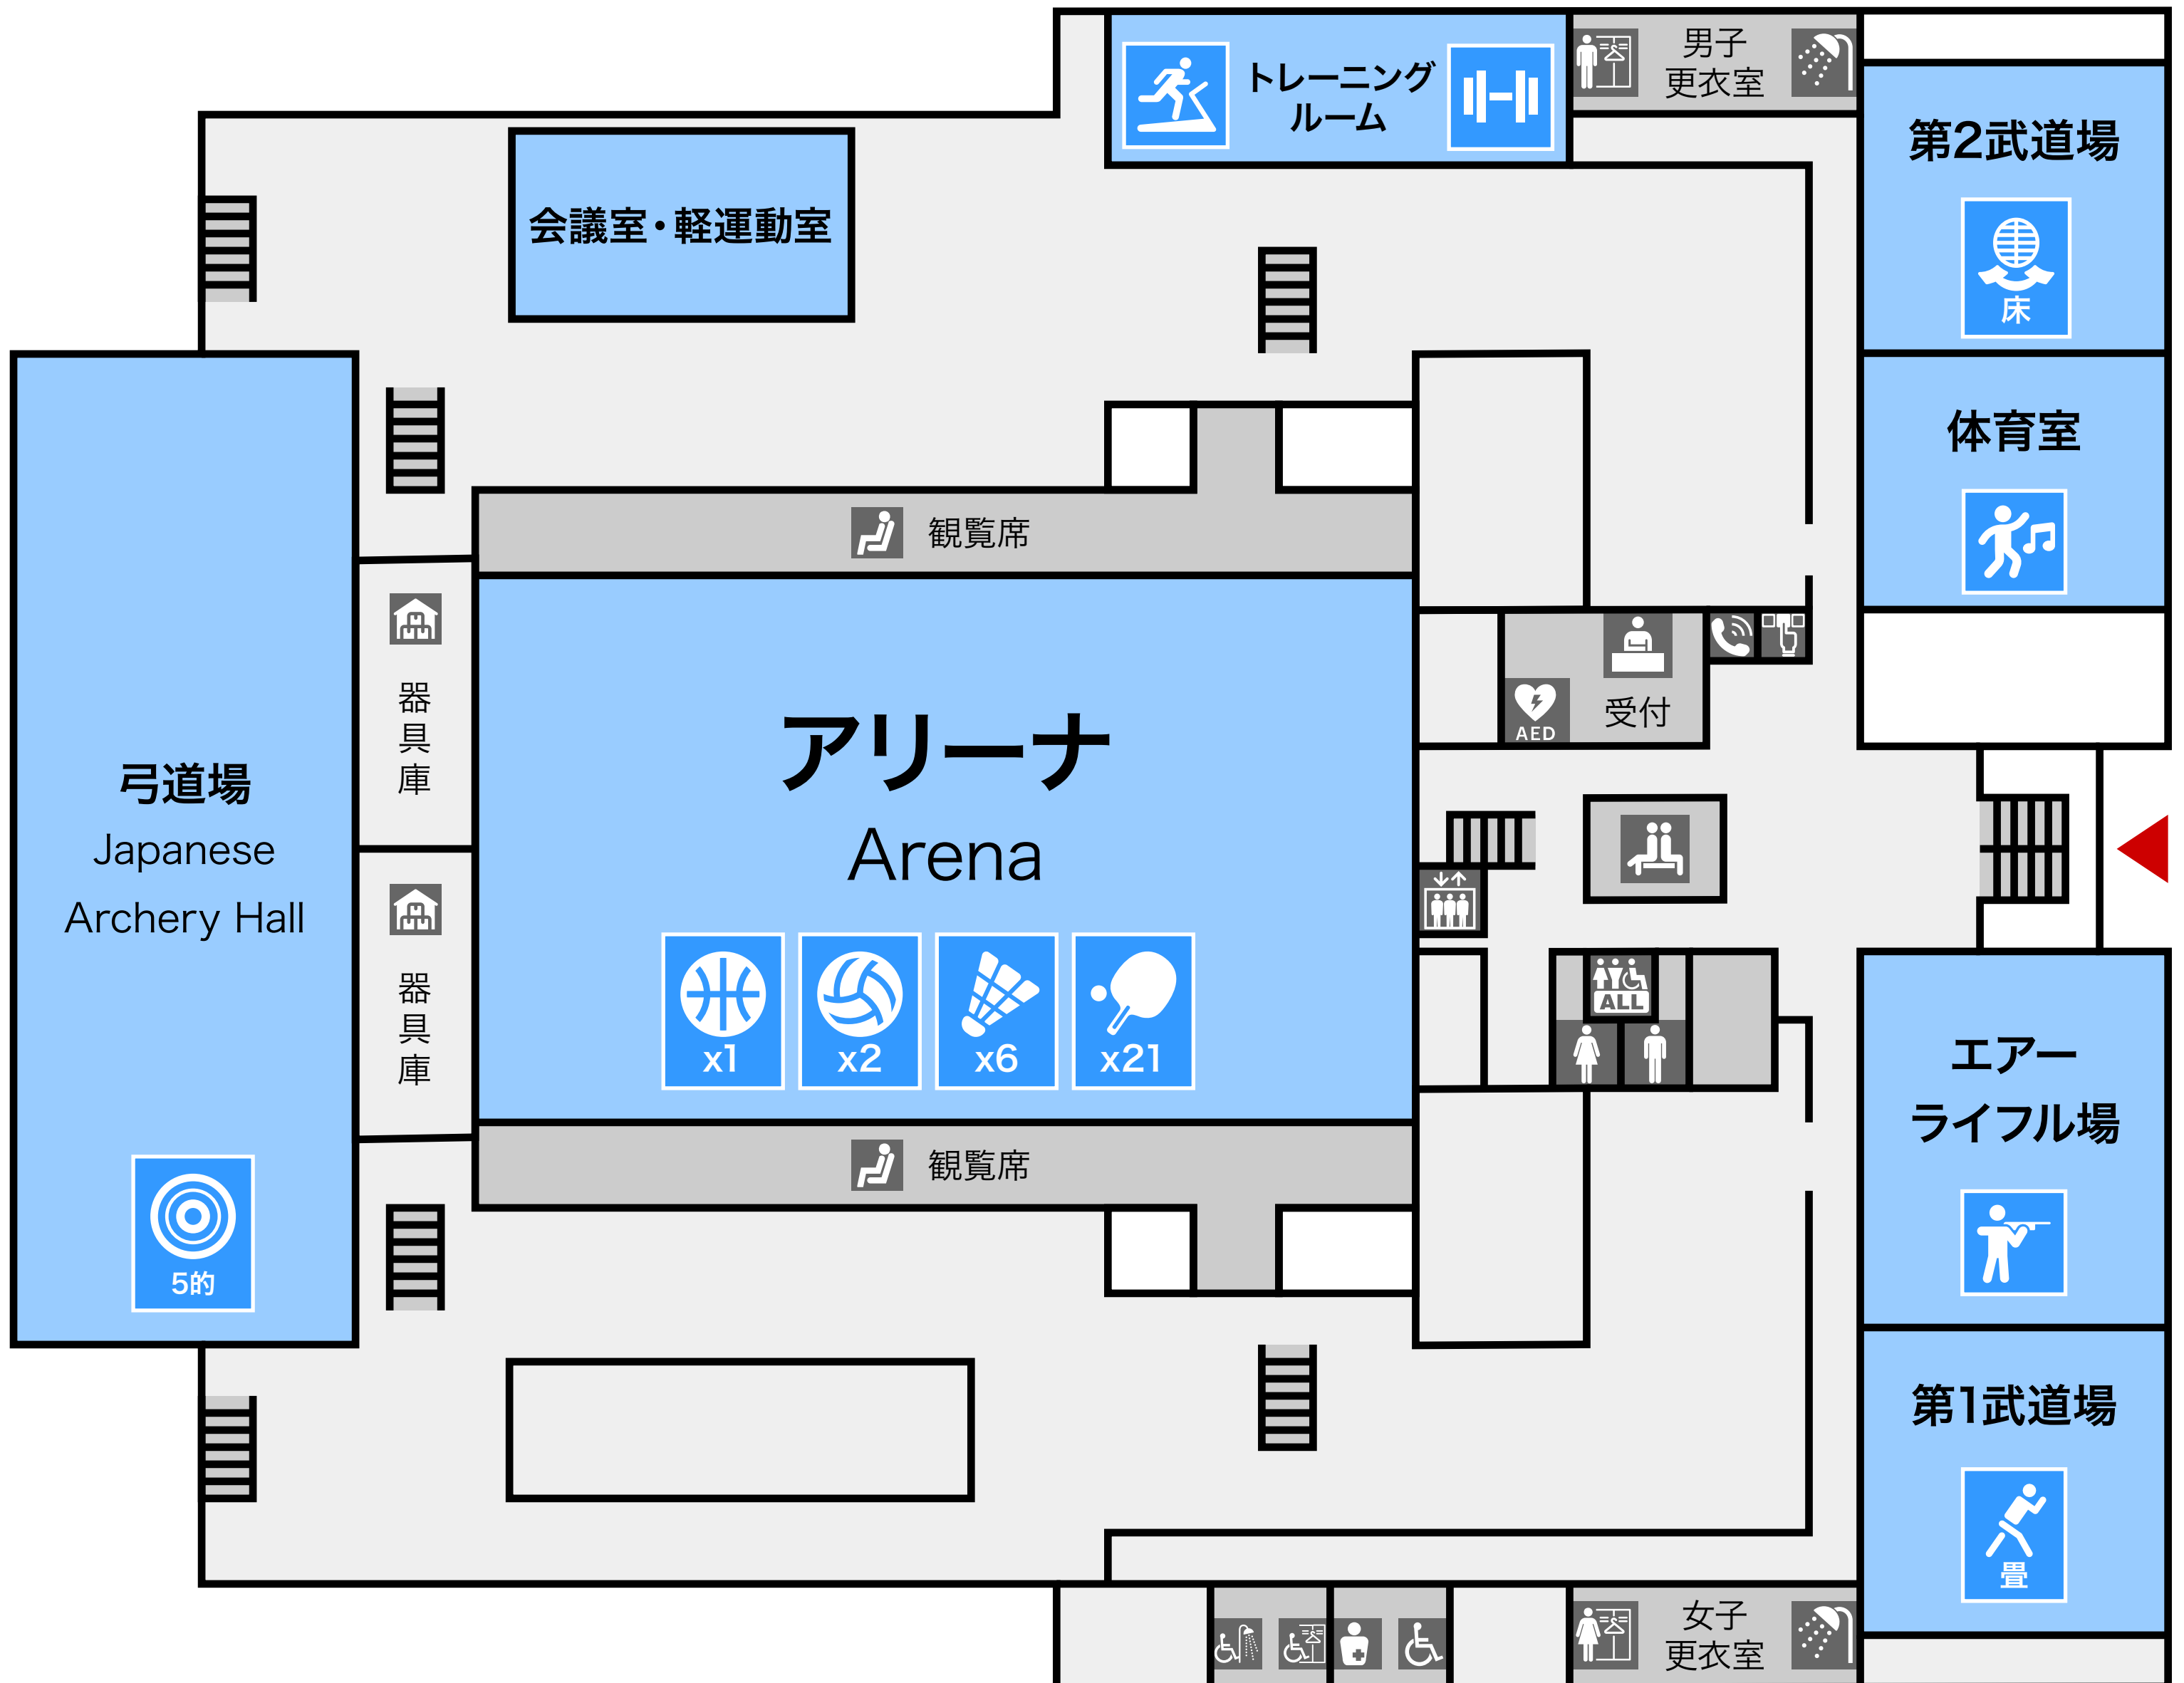 トレーニング
ルーム
男子
更衣室
第2武道場
床
会議室・軽運動室
体育室
観覧席
器具庫
受付
AED
アリーナ
Arena
x1
x2
x6
x21
弓道場
Japanese
Archery Hall
5的
器具庫
ALL
エアー
ライフル場
観覧席
第1武道場
畳
女子
更衣室